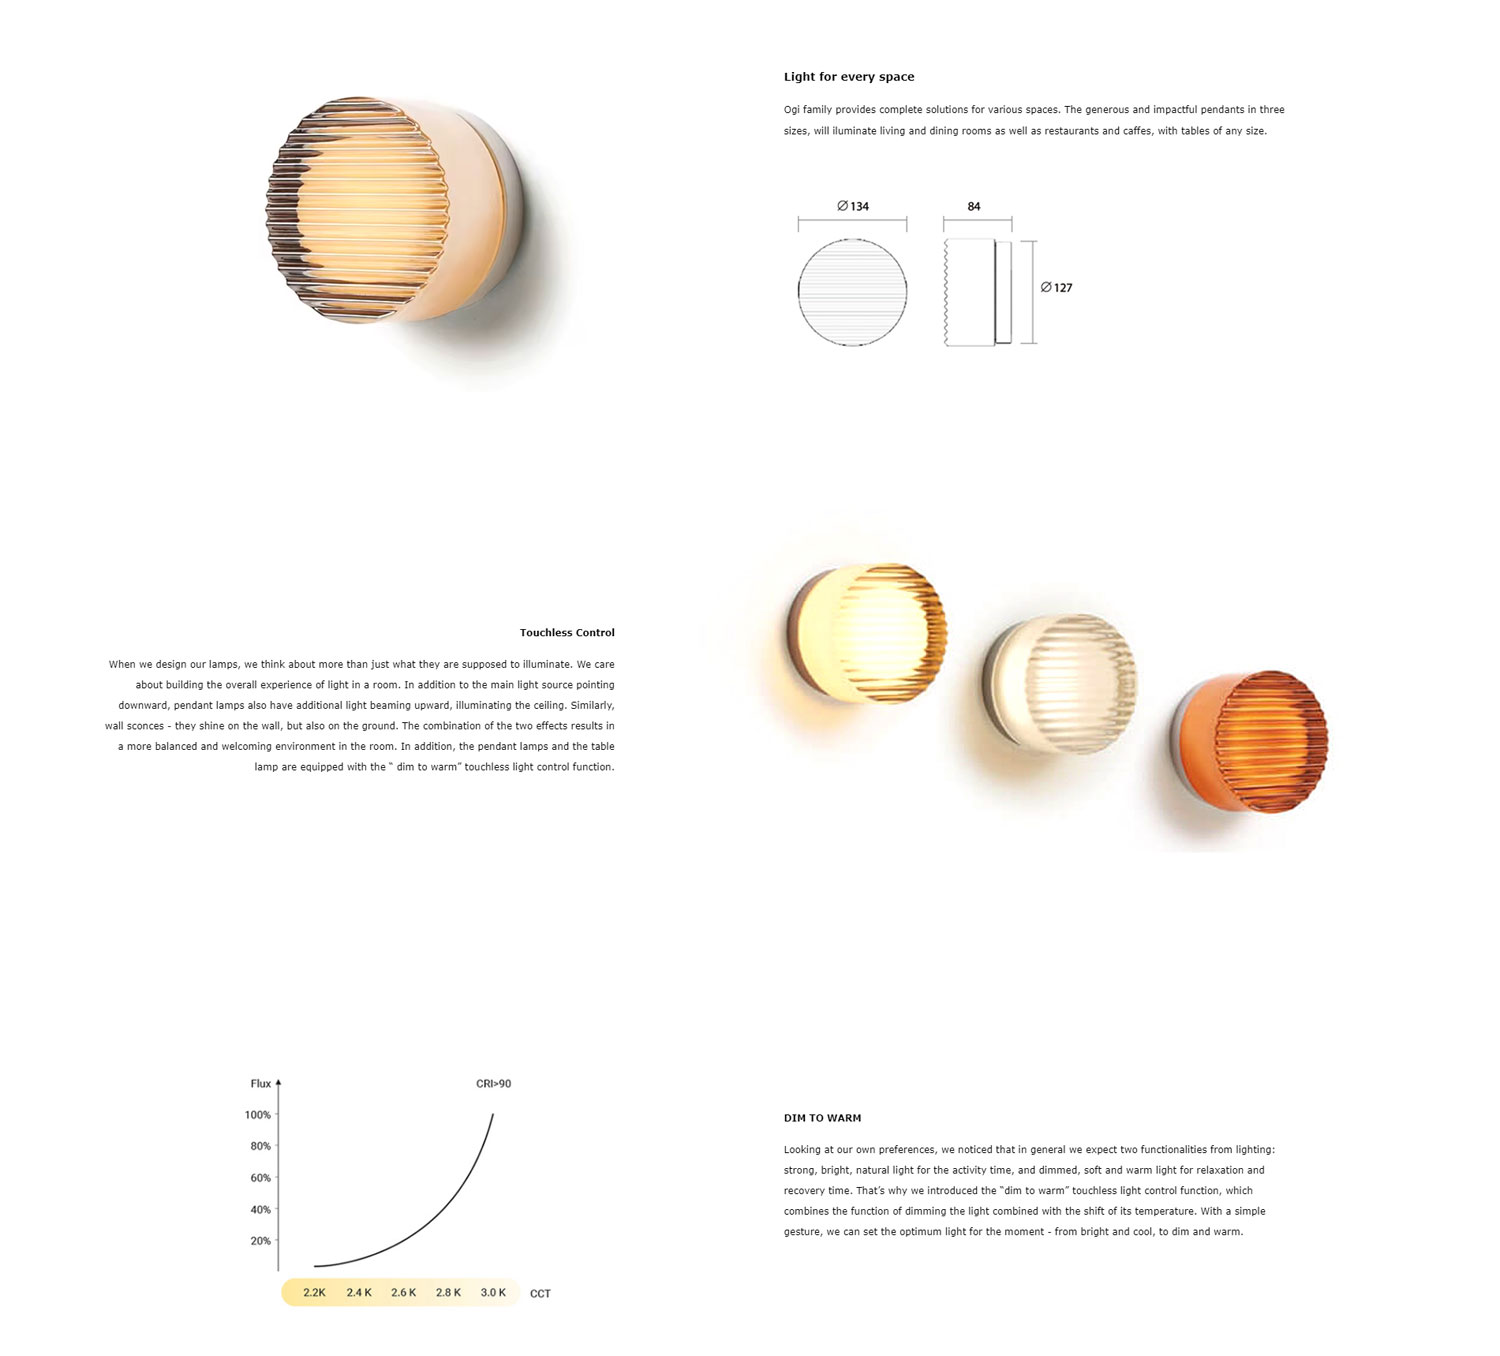 Light for every space
Ogi family provides complete solutions for various spaces. The generous and impactful pendants in three
sizes, will iluminate living and dining rooms as well as restaurants and caffes, with tables of any size.
Ø 134
84
Ø 127
Touchless Control
When we design our lamps, we think about more than just what they are supposed to illuminate. We care
about building the overall experience of light in a room. In addition to the main light source pointing
downward, pendant lamps also have additional light beaming upward, illuminating the ceiling. Similarly,
wall sconces - they shine on the wall, but also on the ground. The combination of the two effects results in
a more balanced and welcoming environment in the room. In addition, the pendant lamps and the table
lamp are equipped with the “ dim to warm” touchless light control function.
Flux
CRI>90
100%
80%
60%
40%
20%
2.2K 2.4 K 2.6 K 2.8 K 3.0 K CCT
DIM TO WARM
Looking at our own preferences, we noticed that in general we expect two functionalities from lighting:
strong, bright, natural light for the activity time, and dimmed, soft and warm light for relaxation and
recovery time. That’s why we introduced the “dim to warm” touchless light control function, which
combines the function of dimming the light combined with the shift of its temperature. With a simple
gesture, we can set the optimum light for the moment - from bright and cool, to dim and warm.